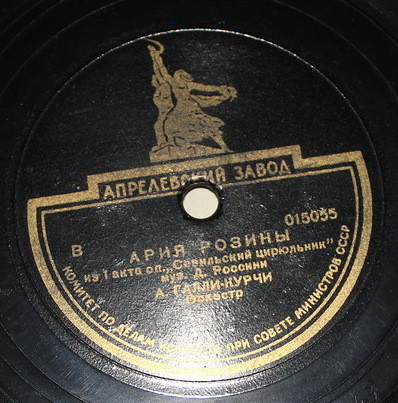 АПРЕЛЕВСКИЙ ЗАВОД
В
015055
АРИЯ РОЗИНЫ
из I акта оп. „Севильский цирюльник"
муз. Д. Россини
А. ГАЛЛИ-КУРЧИ
Оркестр
КОМИТЕТ ПО ДЕЛАМ ИСКУССТВ ПРИ СОВЕТЕ МИНИСТРОВ СССР